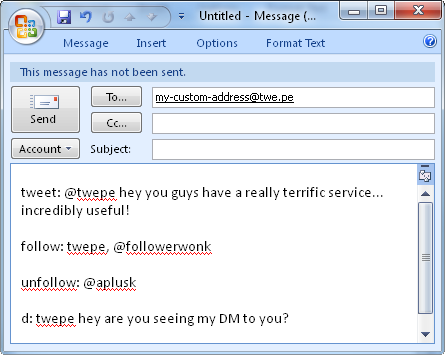 Untitled - Message (...
Message Insert Options Format Text
This message has not been sent.
To... my-custom-address@twe.pe
Send
Cc...
Account Subject:
tweet: @twepe hey you guys have a really terrific service...
incredibly useful!
follow: twepe, @followerwonk
unfollow: @aplusk
d: twepe hey are you seeing my DM to you?